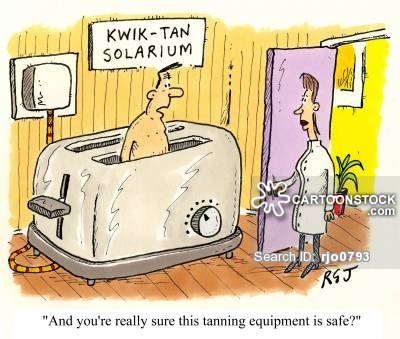 KWIK-TAN
SOLARIUM
CARTOONSTOCK
.com
Search ID: rjo0793
RGJ
"And you're really sure this tanning equipment is safe?"